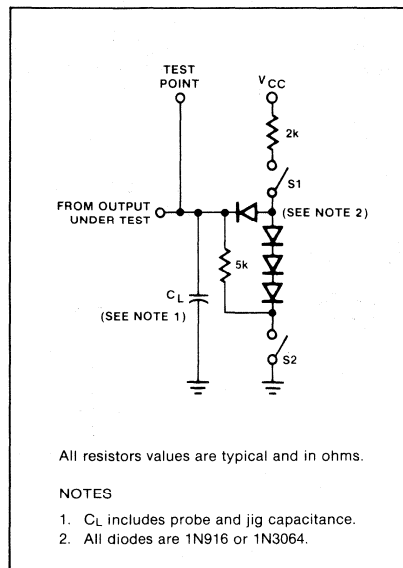 TEST
POINT
VCC
2k
S1
FROM OUTPUT
UNDER TEST
(SEE NOTE 2)
5k
CL
(SEE NOTE 1)
S2
All resistors values are typical and in ohms.
NOTES
1. CL includes probe and jig capacitance.
2. All diodes are 1N916 or 1N3064.